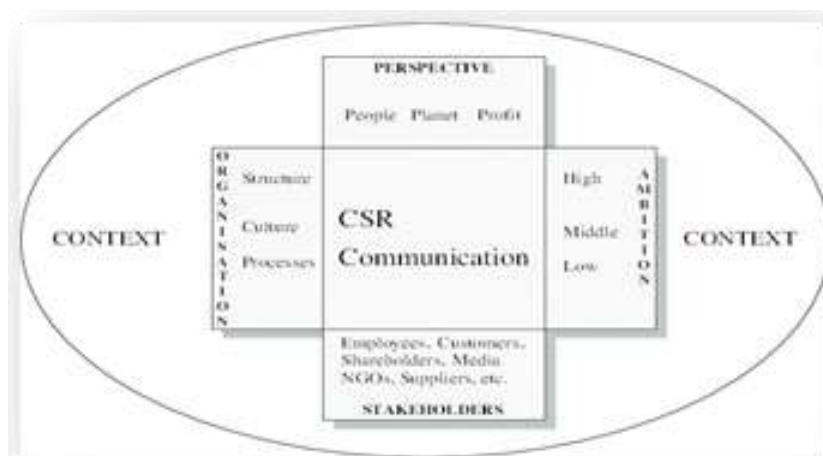 PERSPECTIVE
People Planet Profit
ORGANINATION
Structure
Culture
Processes
CSR
Communication
High
Middle
Low
AMBITION
CONTEXT
CONTEXT
Employees, Customers,
Shareholders, Media
NGOs, Suppliers, etc.
STAKEHOLDERS